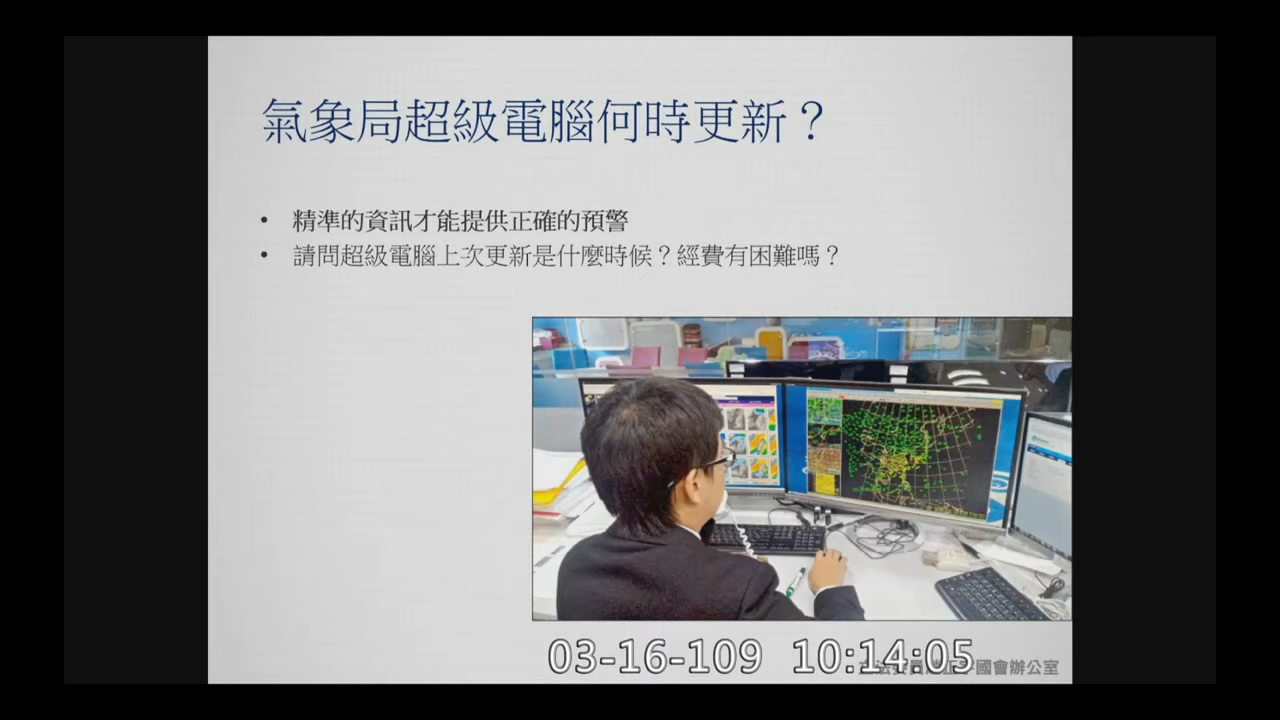 氣象局超級電腦何時更新？
• 精準的資訊才能提供正確的預警
• 請問超級電腦上次更新是什麼時候？經費有困難嗎？
03-16-109 10:14:05
國會辦公室